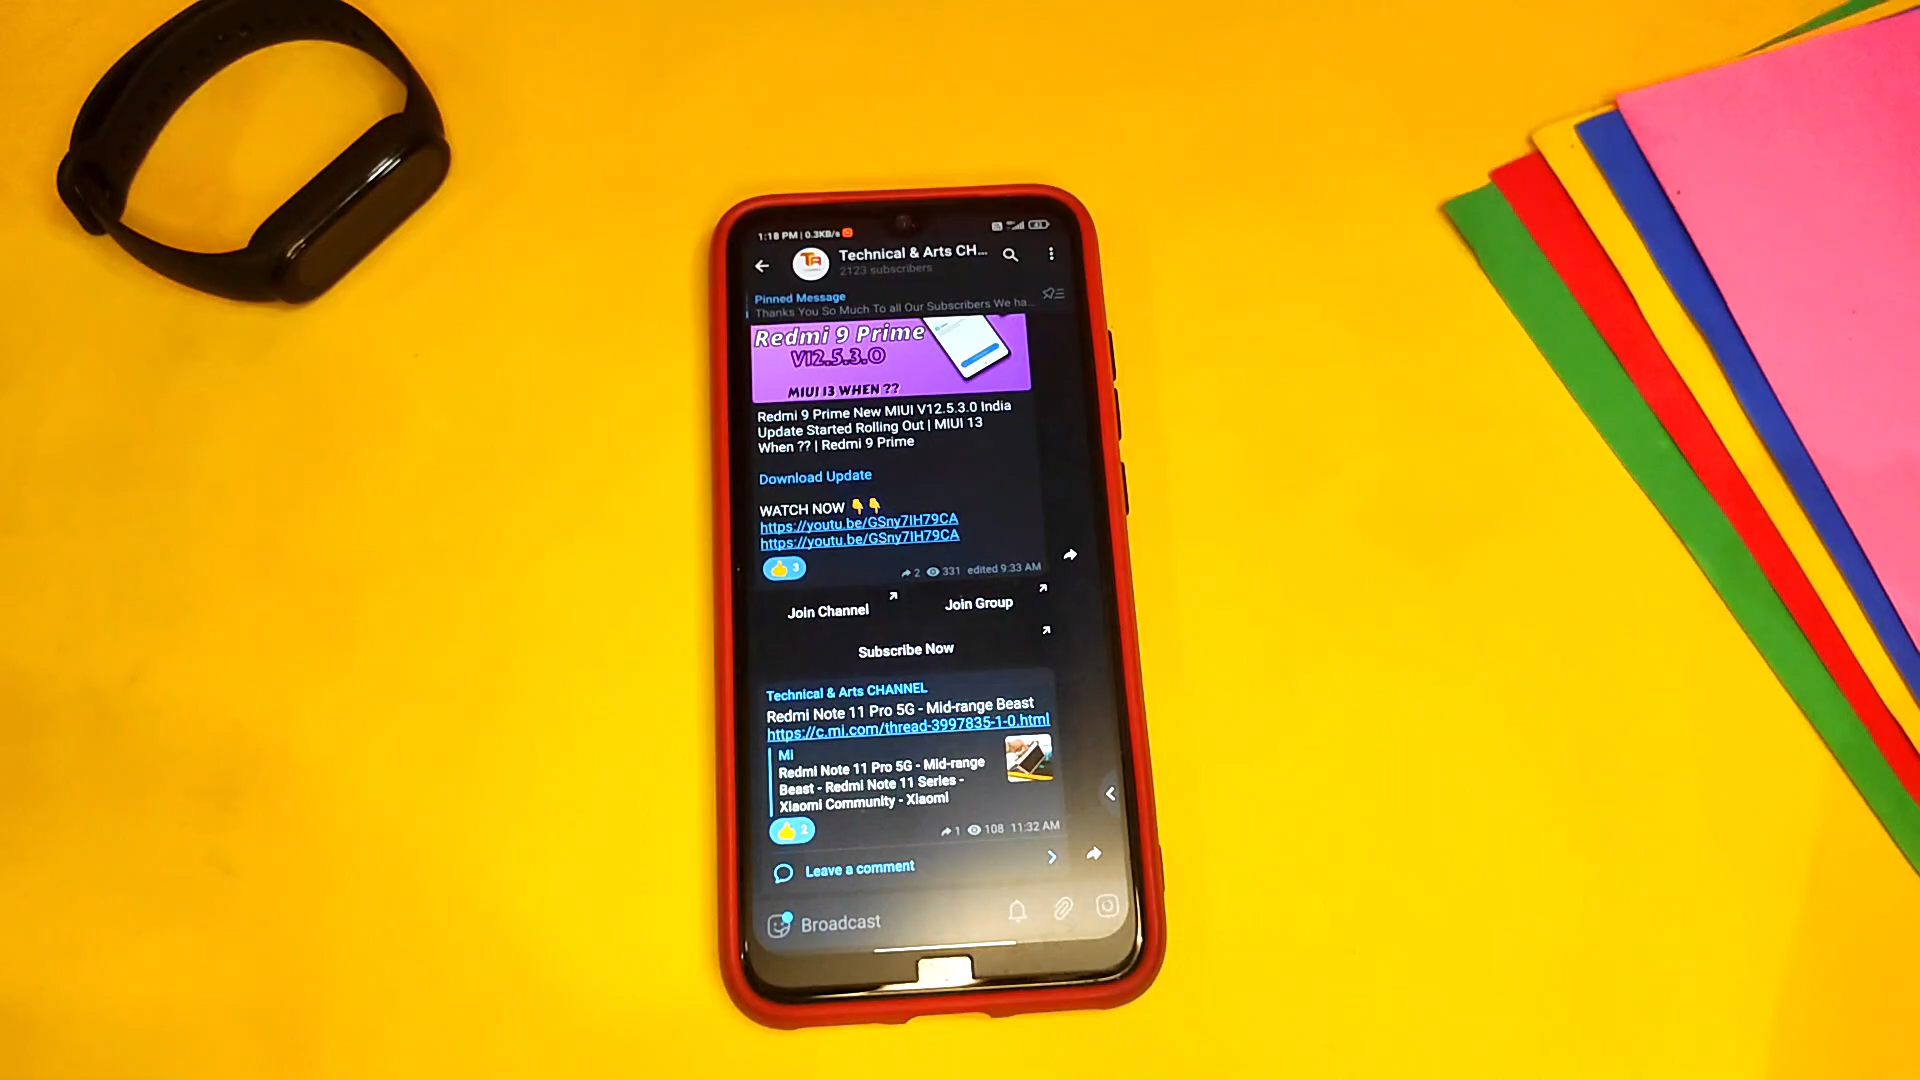 1:18 PM | 0.3KB/s
Technical & Arts CH...
2123 subscribers
Pinned Message
Thanks You So Much To all Our Subscribers We ha...
Redmi 9 Prime
V12.5.3.0
MIUI 13 WHEN ??
Redmi 9 Prime New MIUI V12.5.3.0 India
Update Started Rolling Out | MIUI 13
When ?? | Redmi 9 Prime
Download Update
WATCH NOW 👇👇
https://youtu.be/GSny7IH79CA
https://youtu.be/GSny7IH79CA
👍 3
2 331 edited 9:33 AM
Join Channel
Join Group
Subscribe Now
Technical & Arts CHANNEL
Redmi Note 11 Pro 5G - Mid-range Beast
https://c.mi.com/thread-3997835-1-0.html
Mi
Redmi Note 11 Pro 5G - Mid-range
Beast - Redmi Note 11 Series -
Xiaomi Community - Xiaomi
👍 2
1 108 11:32 AM
Leave a comment
Broadcast